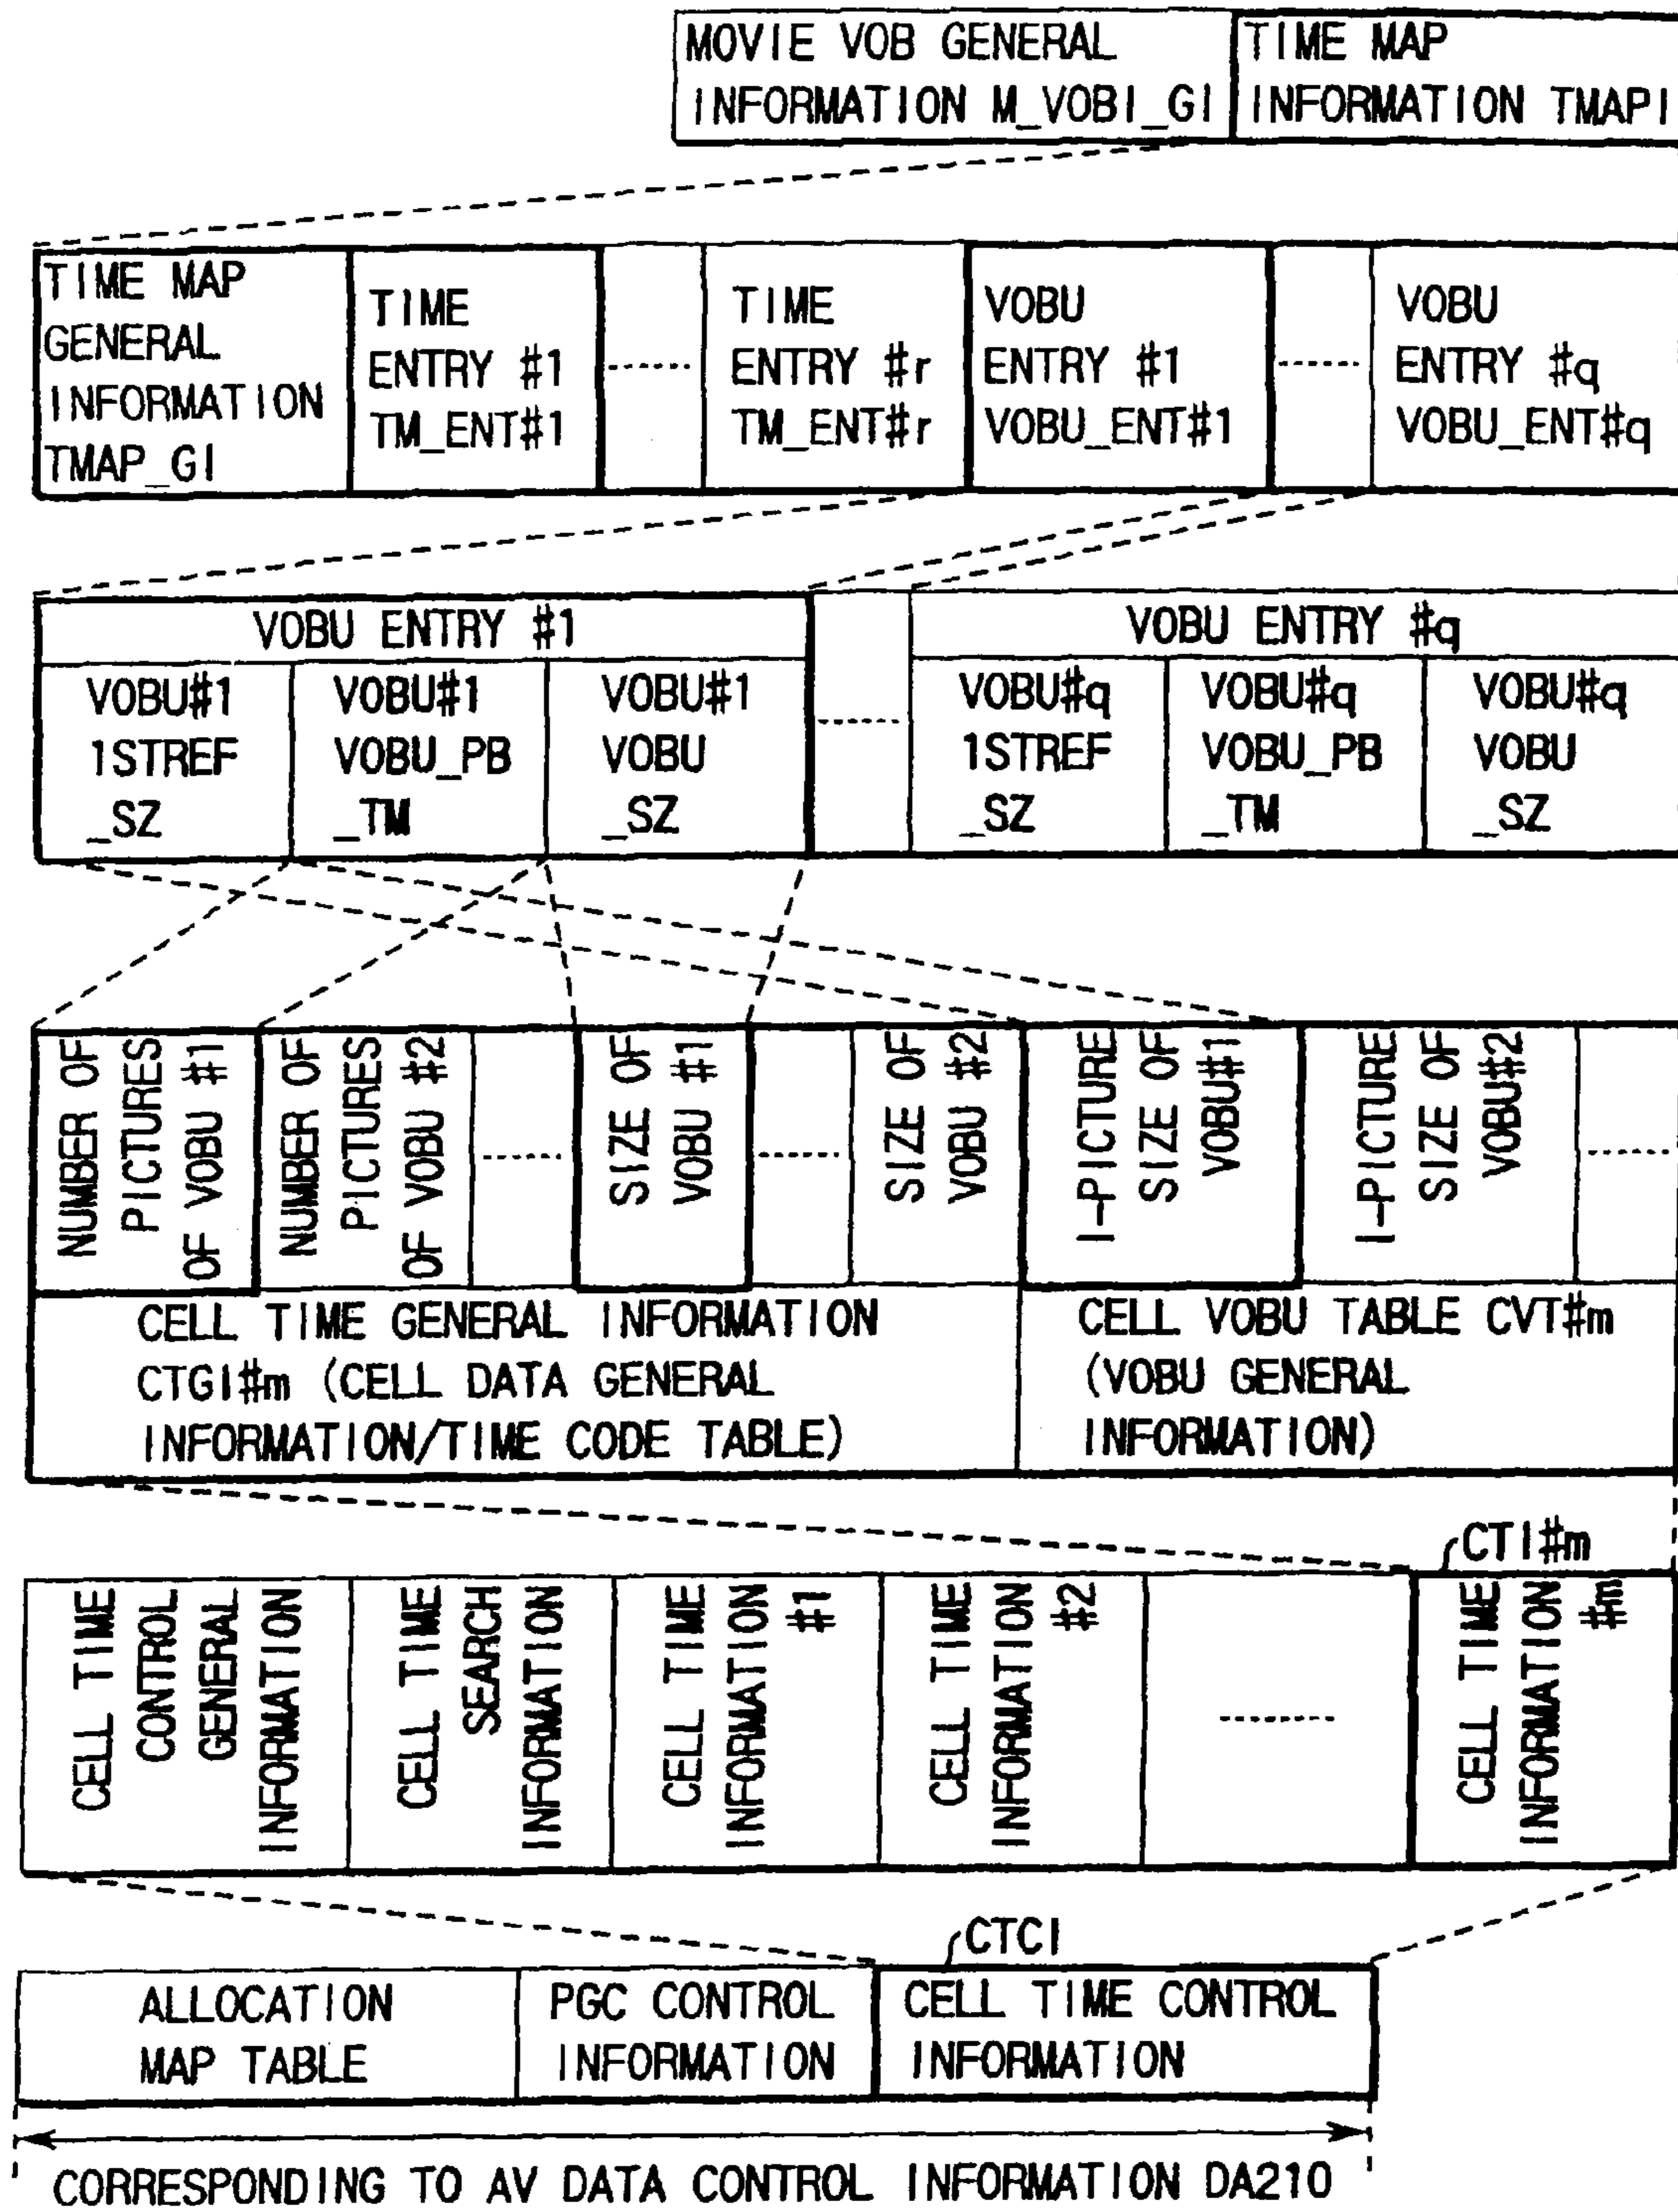 MOVIE VOB GENERAL
INFORMATION M_VOBI_GI
TIME MAP
INFORMATION TMAPI
TIME MAP
GENERAL
INFORMATION
TMAP_GI
TIME
ENTRY #1
TM_ENT#1
TIME
ENTRY #r
TM_ENT#r
VOBU
ENTRY #1
VOBU_ENT#1
VOBU
ENTRY #q
VOBU_ENT#q
VOBU ENTRY #1
VOBU#1
1STREF
_SZ
VOBU#1
VOBU_PB
_TM
VOBU#1
VOBU
_SZ
VOBU ENTRY #q
VOBU#q
1STREF
_SZ
VOBU#q
VOBU_PB
_TM
VOBU#q
VOBU
_SZ
NUMBER OF
PICTURES
OF VOBU #1
NUMBER OF
PICTURES
OF VOBU #2
SIZE OF
VOBU #1
SIZE OF
VOBU #2
I-PICTURE
SIZE OF
VOBU#1
I-PICTURE
SIZE OF
VOBU#2
CELL TIME GENERAL INFORMATION
CTGI#m (CELL DATA GENERAL
INFORMATION/TIME CODE TABLE)
CELL VOBU TABLE CVT#m
(VOBU GENERAL
INFORMATION)
CTI#m
CELL TIME
CONTROL
GENERAL
INFORMATION
CELL TIME
SEARCH
INFORMATION
CELL TIME
INFORMATION
#1
CELL TIME
INFORMATION
#2
CELL TIME
INFORMATION
#m
CTCI
ALLOCATION
MAP TABLE
PGC CONTROL
INFORMATION
CELL TIME CONTROL
INFORMATION
CORRESPONDING TO AV DATA CONTROL INFORMATION DA210